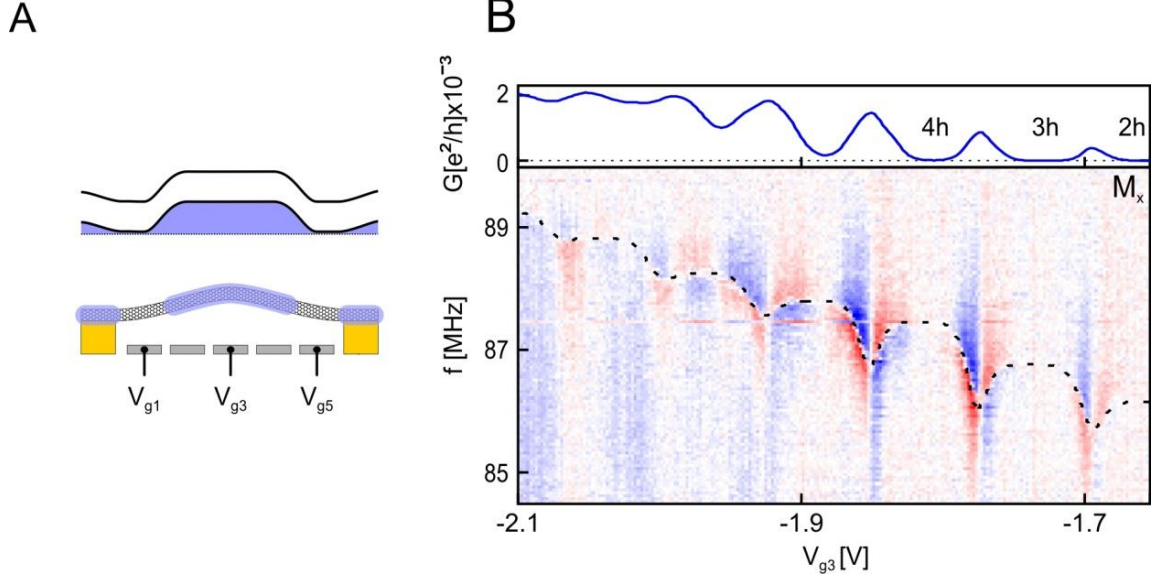 A
B
G[e²/h]x10⁻³
2
0
4h
3h
2h
Mₓ
f [MHz]
89
87
85
-2.1
-1.9
-1.7
V_g3 [V]
V_g1
V_g3
V_g5